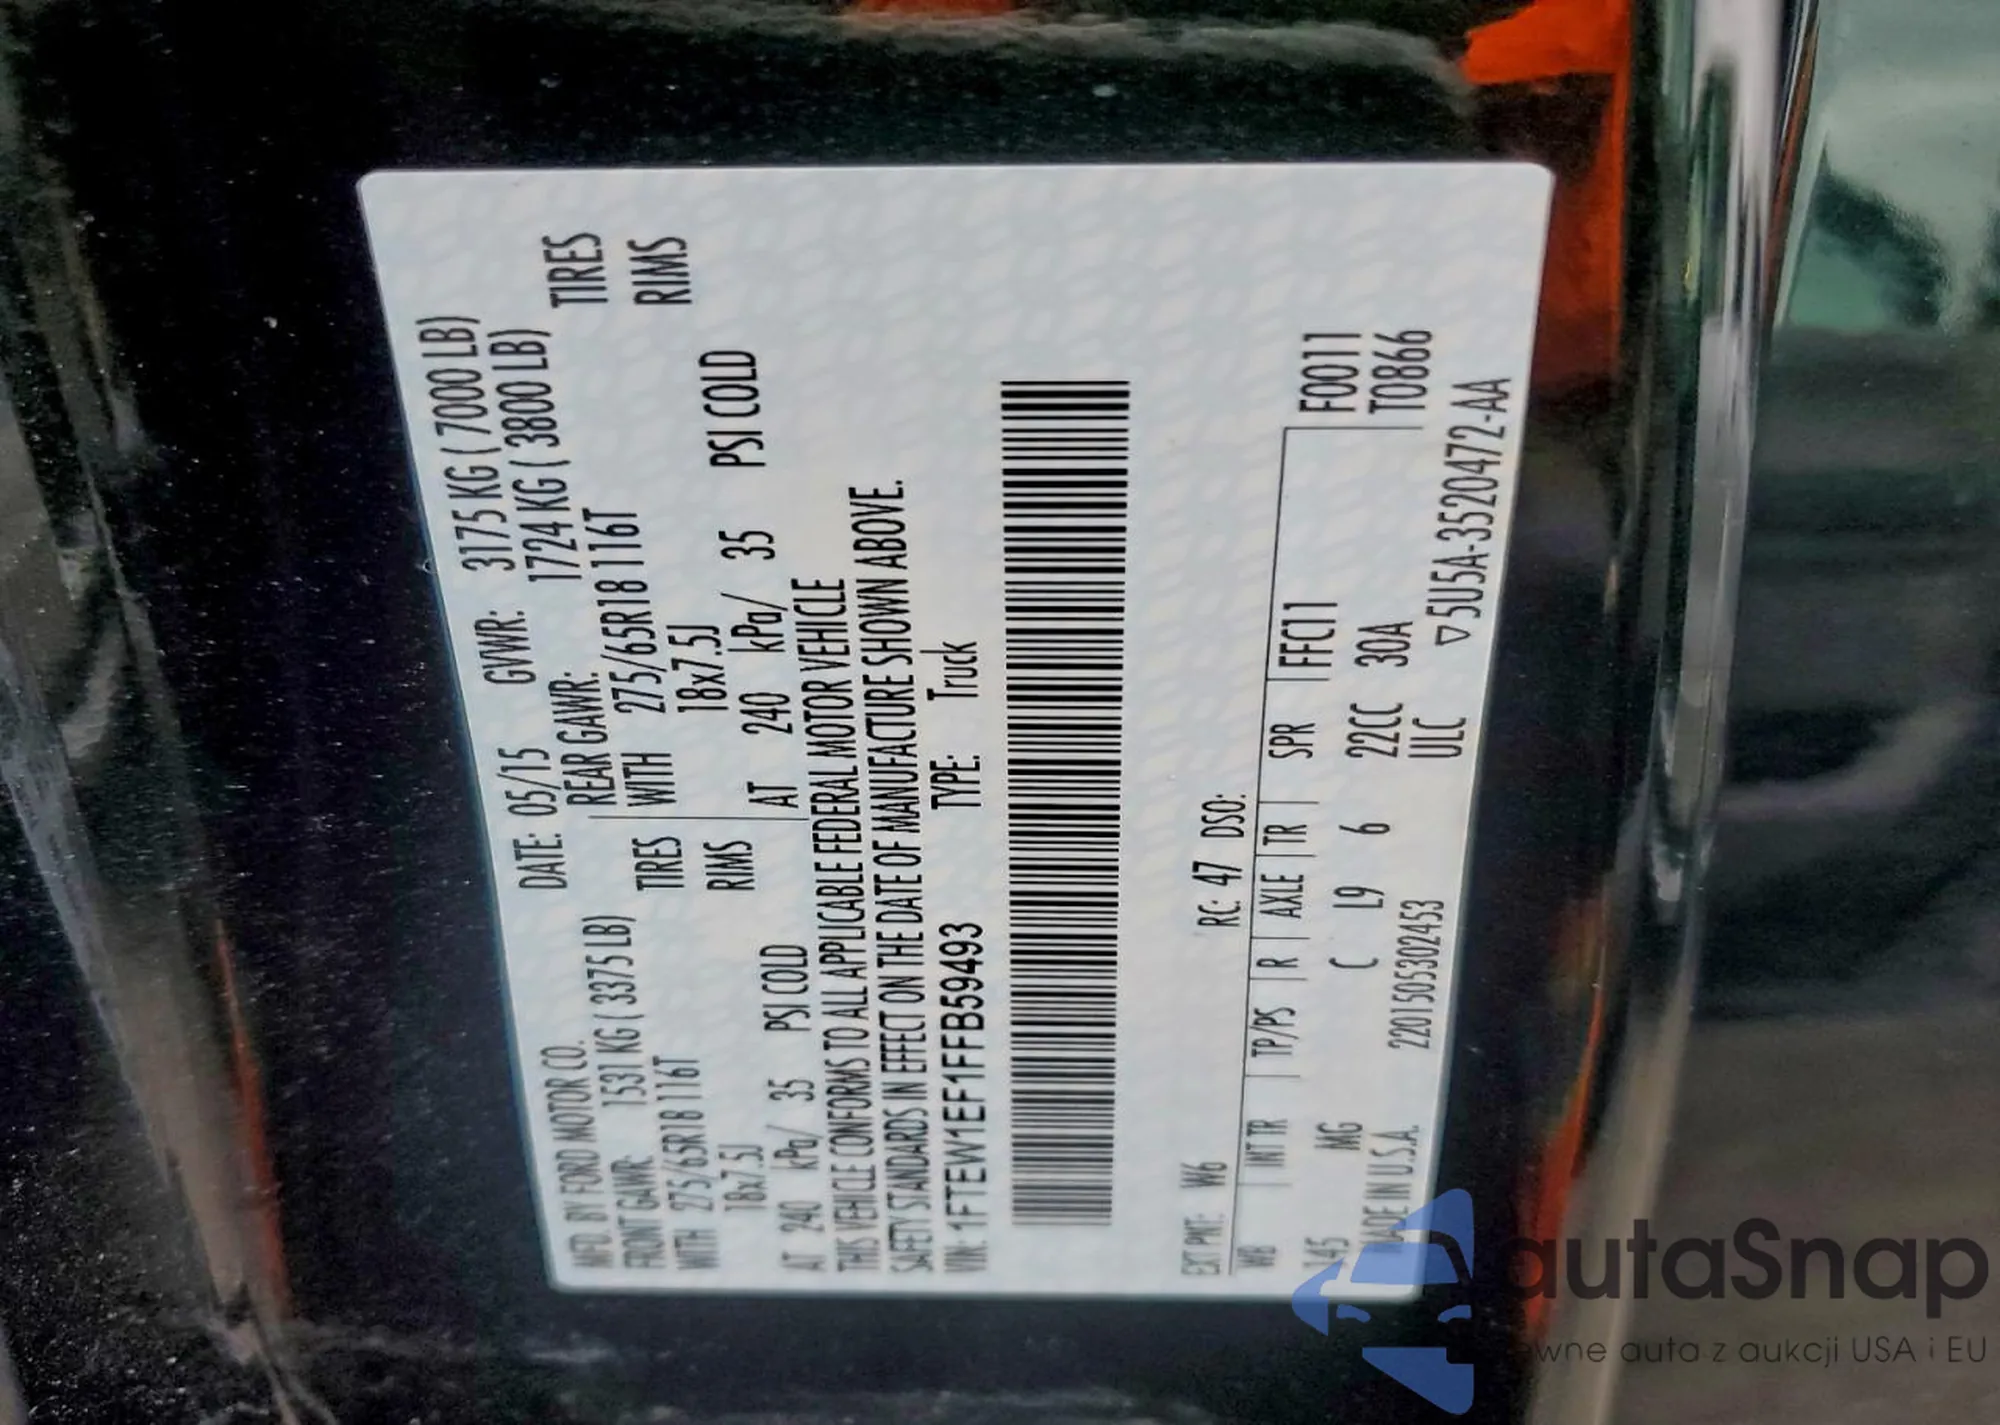 MFD. BY FORD MOTOR CO.
DATE: 05/15 GVWR: 3175 KG ( 7000 LB)
FRONT GAWR: 1531 KG ( 3375 LB)
REAR GAWR: 1724 KG ( 3800 LB)
WITH 275/65R18 116T TIRES
WITH 275/65R18 116T TIRES
18x7.5J RIMS
18x7.5J RIMS
AT 240 kPa/ 35 PSI COLD
AT 240 kPa/ 35 PSI COLD
THIS VEHICLE CONFORMS TO ALL APPLICABLE FEDERAL MOTOR VEHICLE
SAFETY STANDARDS IN EFFECT ON THE DATE OF MANUFACTURE SHOWN ABOVE.
VIN: 1FTEW1EF1FFB59493 TYPE: Truck
EXT PNT: W6 RC: 47 DSO:
WB INT TR TP/PS R AXLE TR SPR FFC11 F0011
145 MG C L9 6 22CC 30A T0866
MADE IN U.S.A. 2201505302453 ULC ▽5U5A-3520472-AA
autaSnap
wne auta z aukcji USA i EU